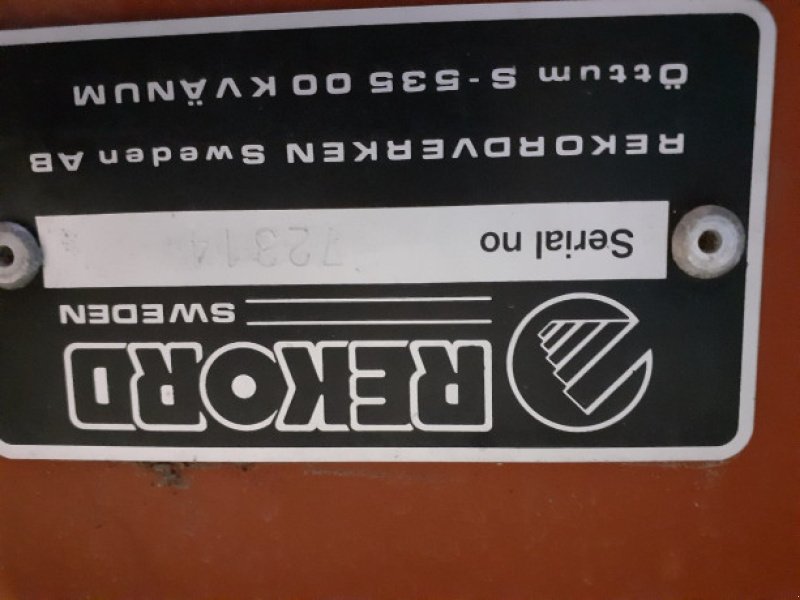 REKORD
SWEDEN
Serial no 72314
REKORDVERKEN Sweden AB
Öttum S-535 00 KVÄNUM